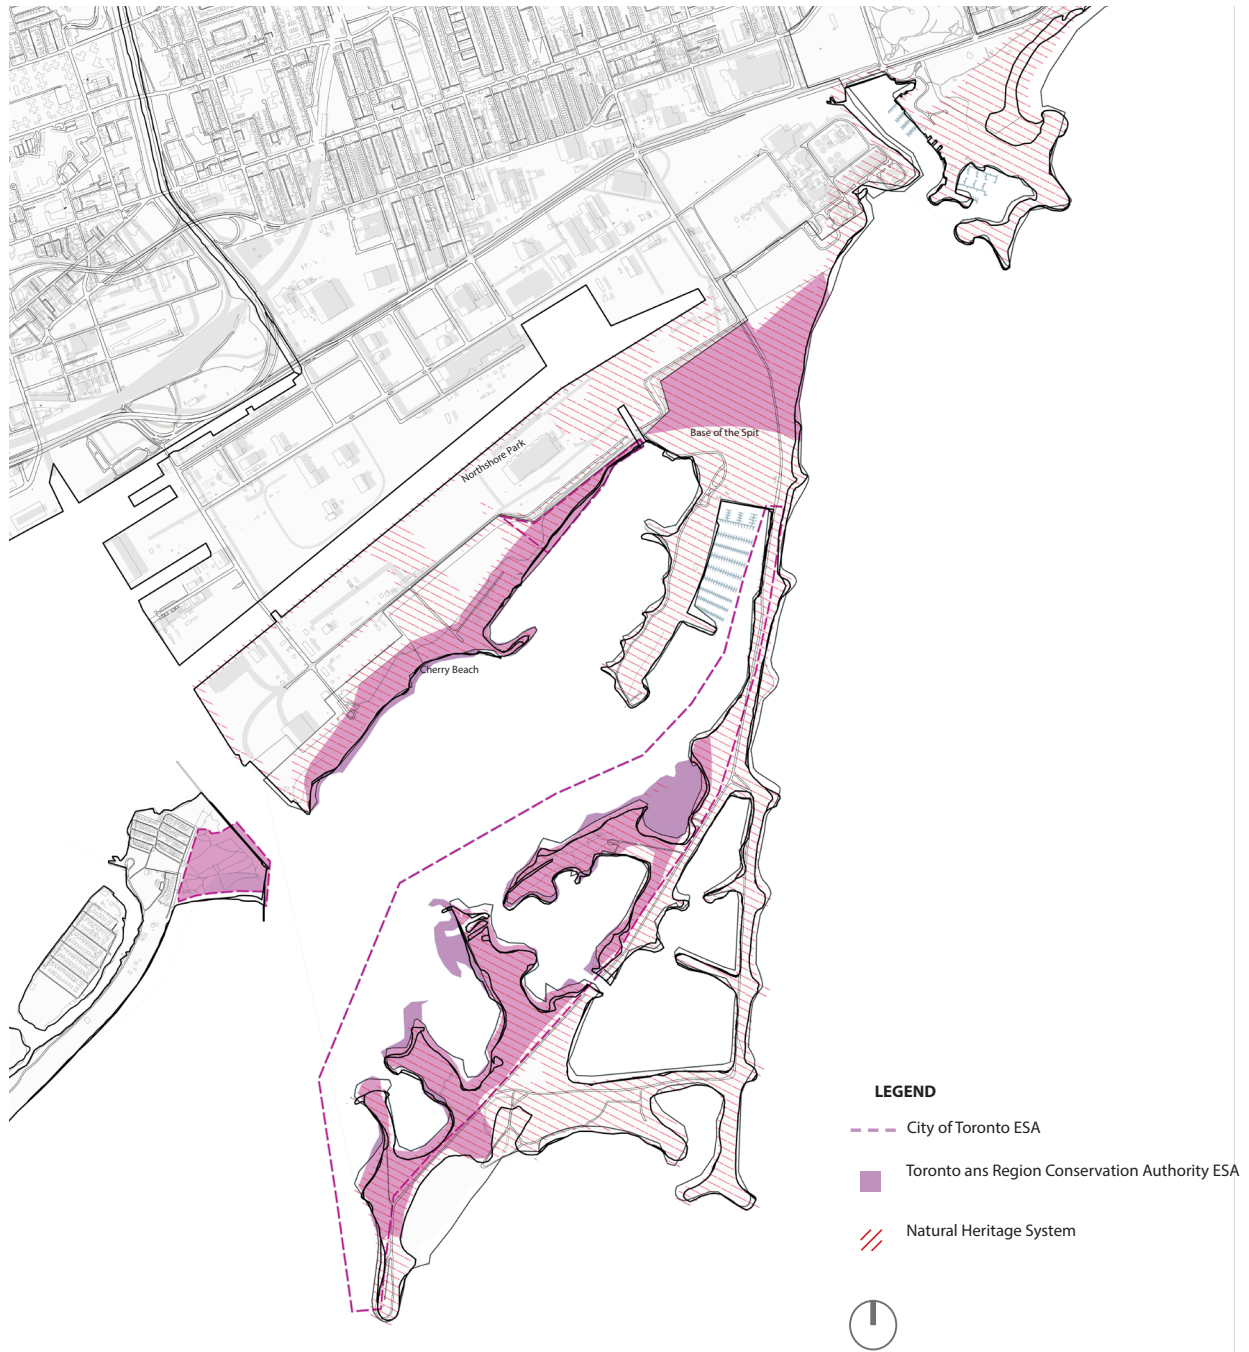 Base of the Spit
Northshore Park
Cherry Beach
LEGEND
City of Toronto ESA
Toronto ans Region Conservation Authority ESA
Natural Heritage System